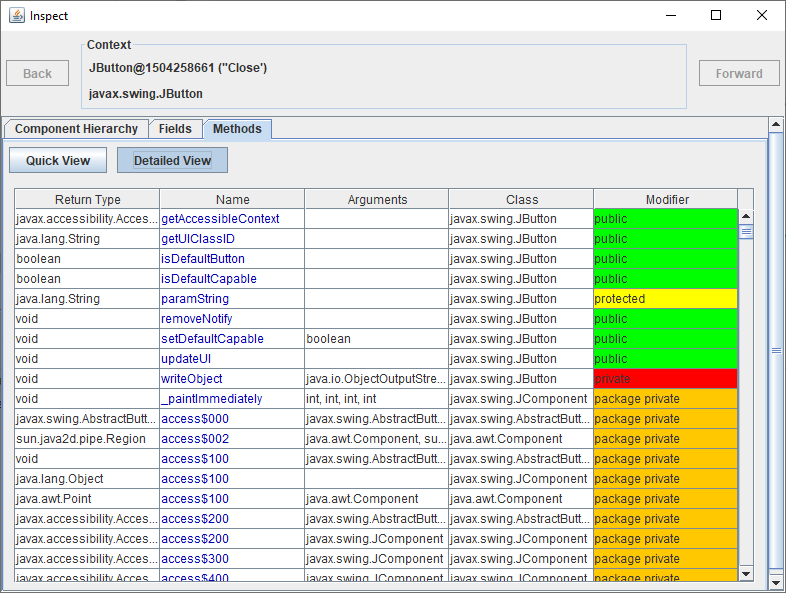 Inspect
Context
Back
JButton@1504258661 ("Close')
javax.swing.JButton
Forward
Component Hierarchy Fields Methods
Quick View Detailed View
Return Type Name Arguments Class Modifier
javax.accessibility.Acces... getAccessibleContext javax.swing.JButton public
java.lang.String getUIClassID javax.swing.JButton public
boolean isDefaultButton javax.swing.JButton public
boolean isDefaultCapable javax.swing.JButton public
java.lang.String paramString javax.swing.JButton protected
void removeNotify javax.swing.JButton public
void setDefaultCapable boolean javax.swing.JButton public
void updateUI javax.swing.JButton public
void writeObject java.io.ObjectOutputStre... javax.swing.JButton private
void _paintImmediately int, int, int, int javax.swing.JComponent package private
javax.swing.AbstractButt... access$000 javax.swing.AbstractButt... javax.swing.AbstractButt... package private
sun.java2d.pipe.Region access$002 java.awt.Component, su... java.awt.Component package private
void access$100 javax.swing.AbstractButt... javax.swing.AbstractButt... package private
java.lang.Object access$100 javax.swing.JComponent package private
java.awt.Point access$100 java.awt.Component java.awt.Component package private
javax.accessibility.Acces... access$200 javax.swing.AbstractButt... javax.swing.AbstractButt... package private
javax.accessibility.Acces... access$200 javax.swing.JComponent javax.swing.JComponent package private
javax.accessibility.Acces... access$300 javax.swing.JComponent javax.swing.JComponent package private
javax.accessibility.Acces... access$400 javax.swing.JComponent javax.swing.JComponent package private